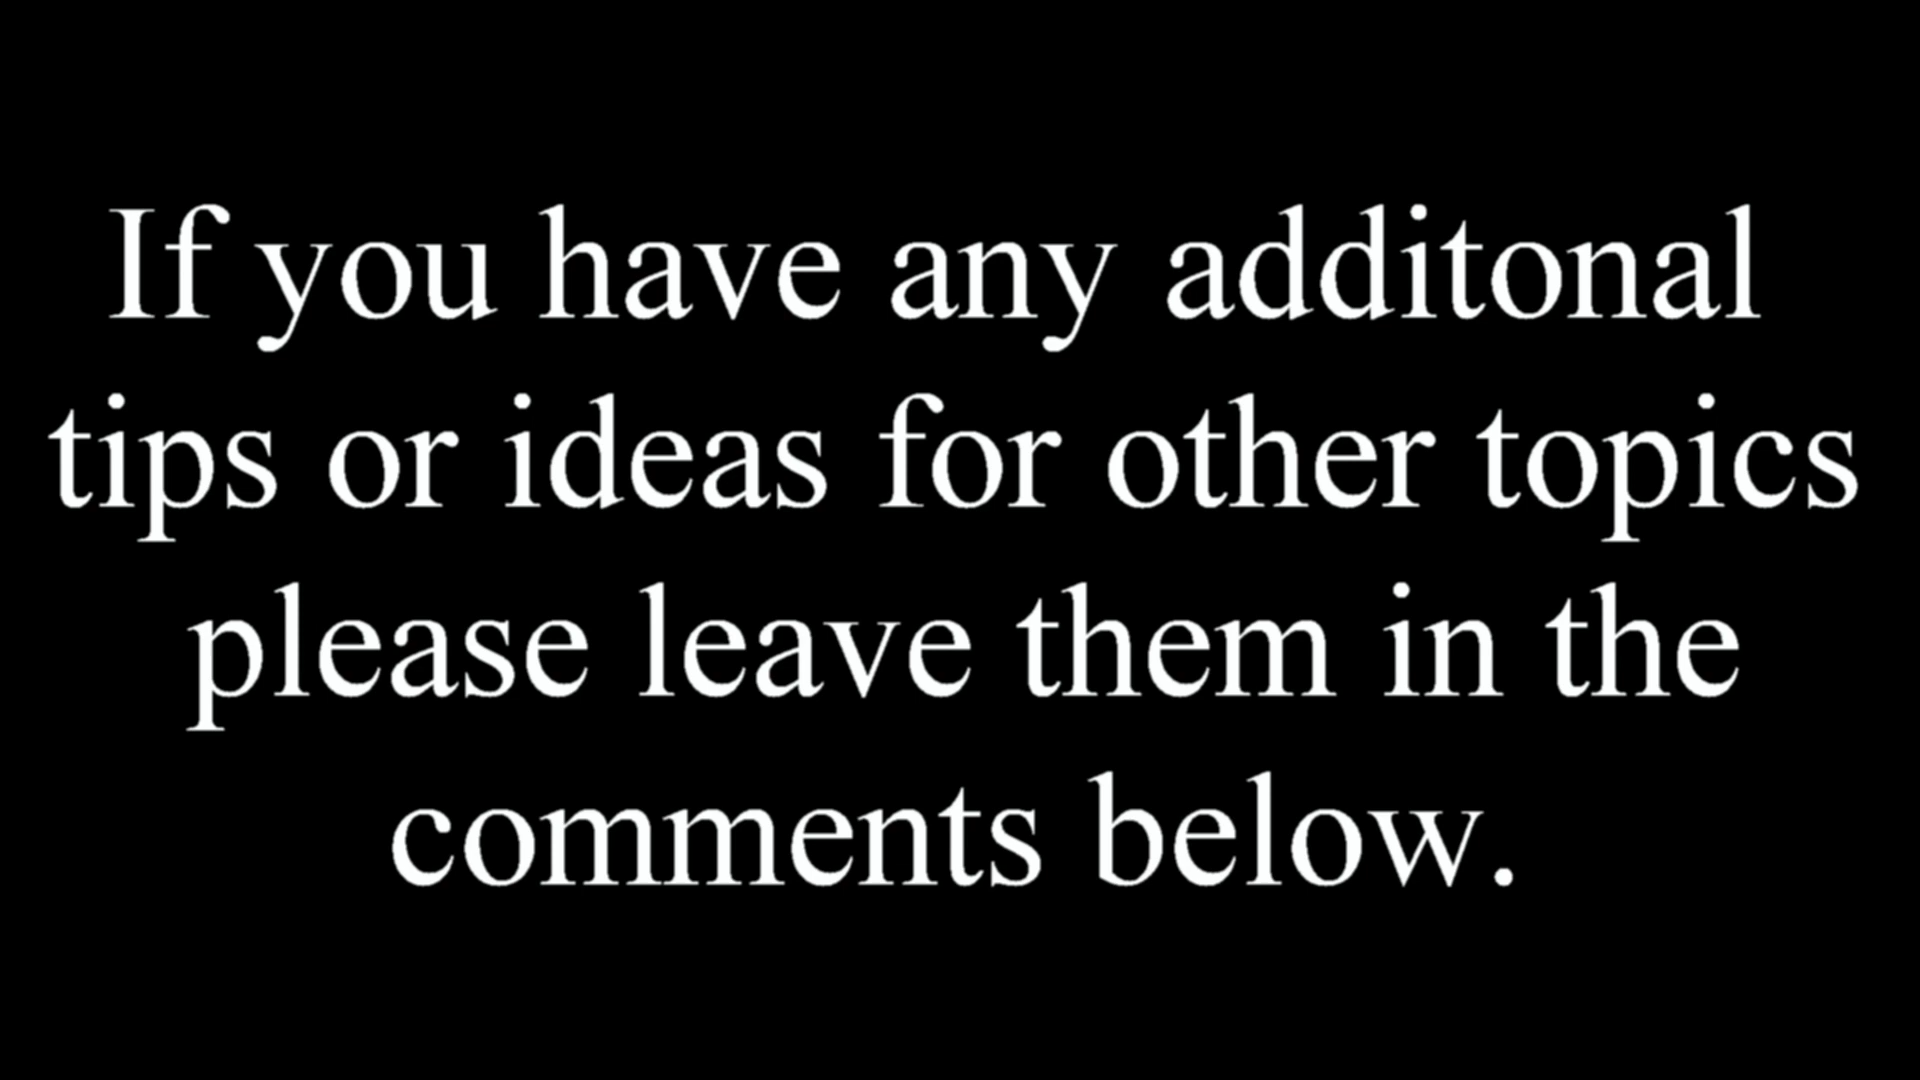 If you have any additonal
tips or ideas for other topics
please leave them in the
comments below.